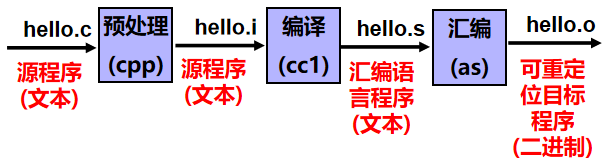 hello.c
源程序
(文本)
预处理
(cpp)
hello.i
源程序
(文本)
编译
(cc1)
hello.s
汇编语
言程序
(文本)
汇编
(as)
hello.o
可重定
位目标
程序
(二进制)